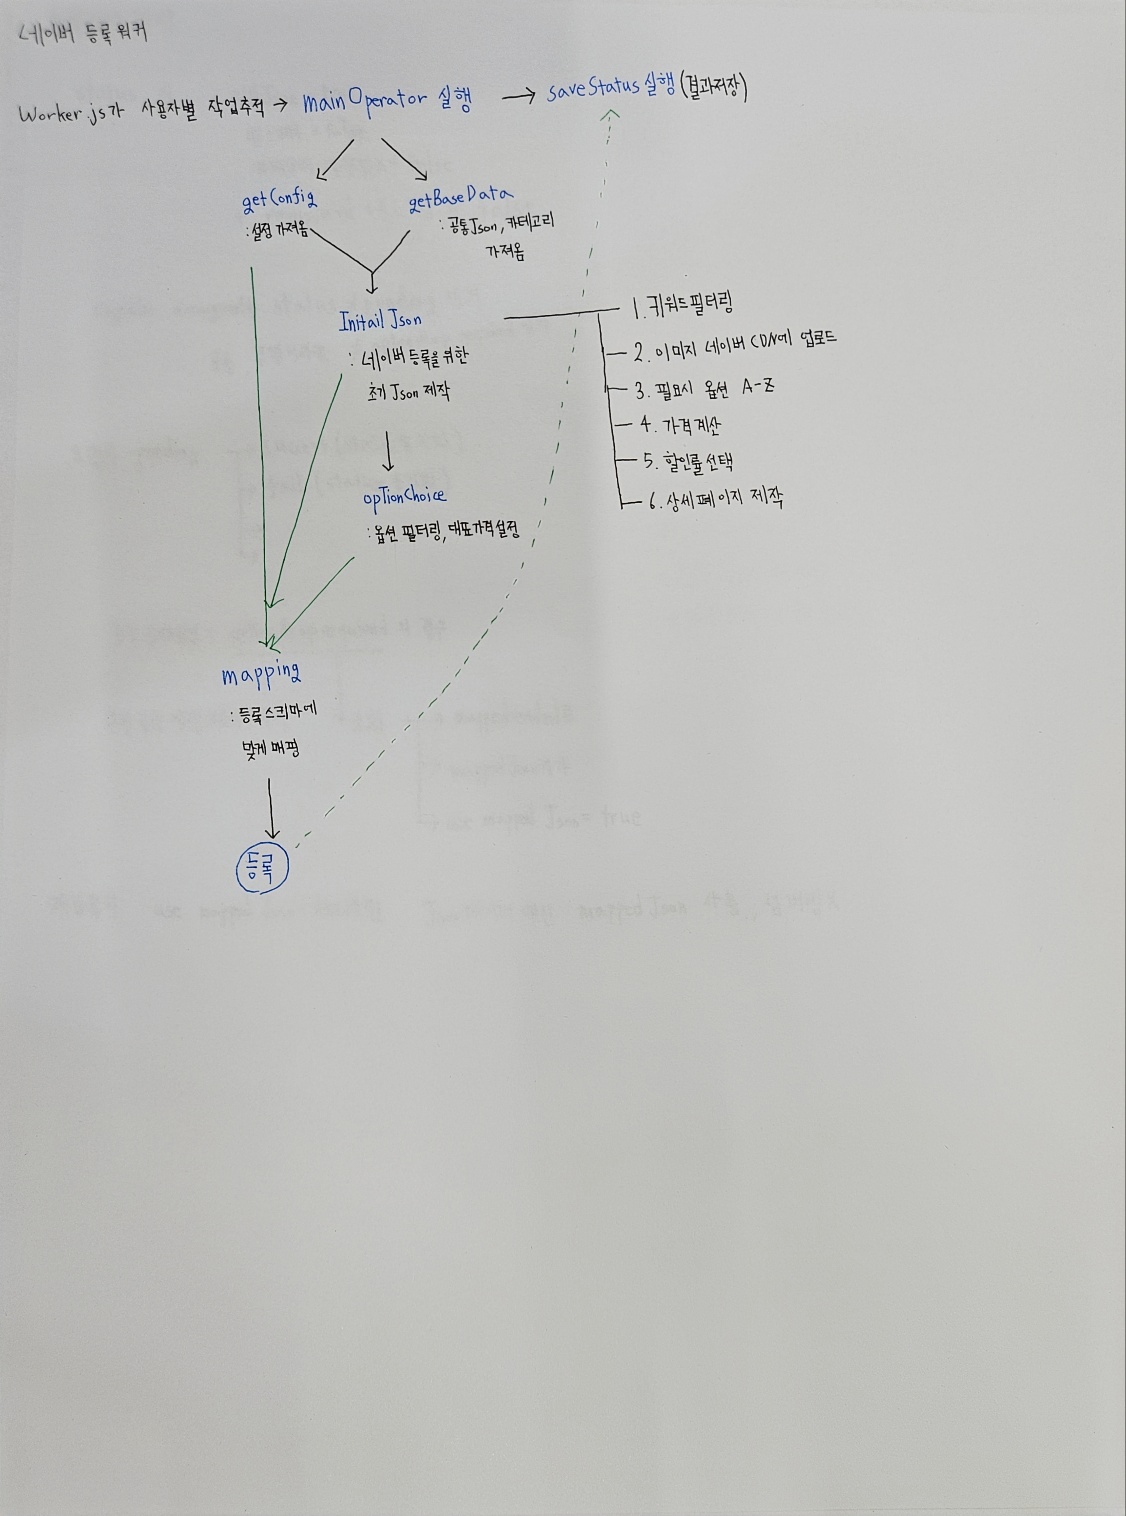 네이버 등록 워커
Worker.js가 사용자별 작업추적 → mainOperator 실행 → saveStatus 실행 (결과저장)
getConfig
: 설정 가져옴
getBaseData
: 공통Json, 카테고리
가져옴
Initail Json
: 네이버 등록을 위한
초기 Json 제작
1. 키워드 필터링
2. 이미지 네이버 CDN에 업로드
3. 필요시 옵션 A-Z
4. 가격계산
5. 할인률 선택
6. 상세페이지 제작
opTionChoice
: 옵션 필터링, 대표가격설정
mapping
: 등록스키마에
맞게 매핑
등록